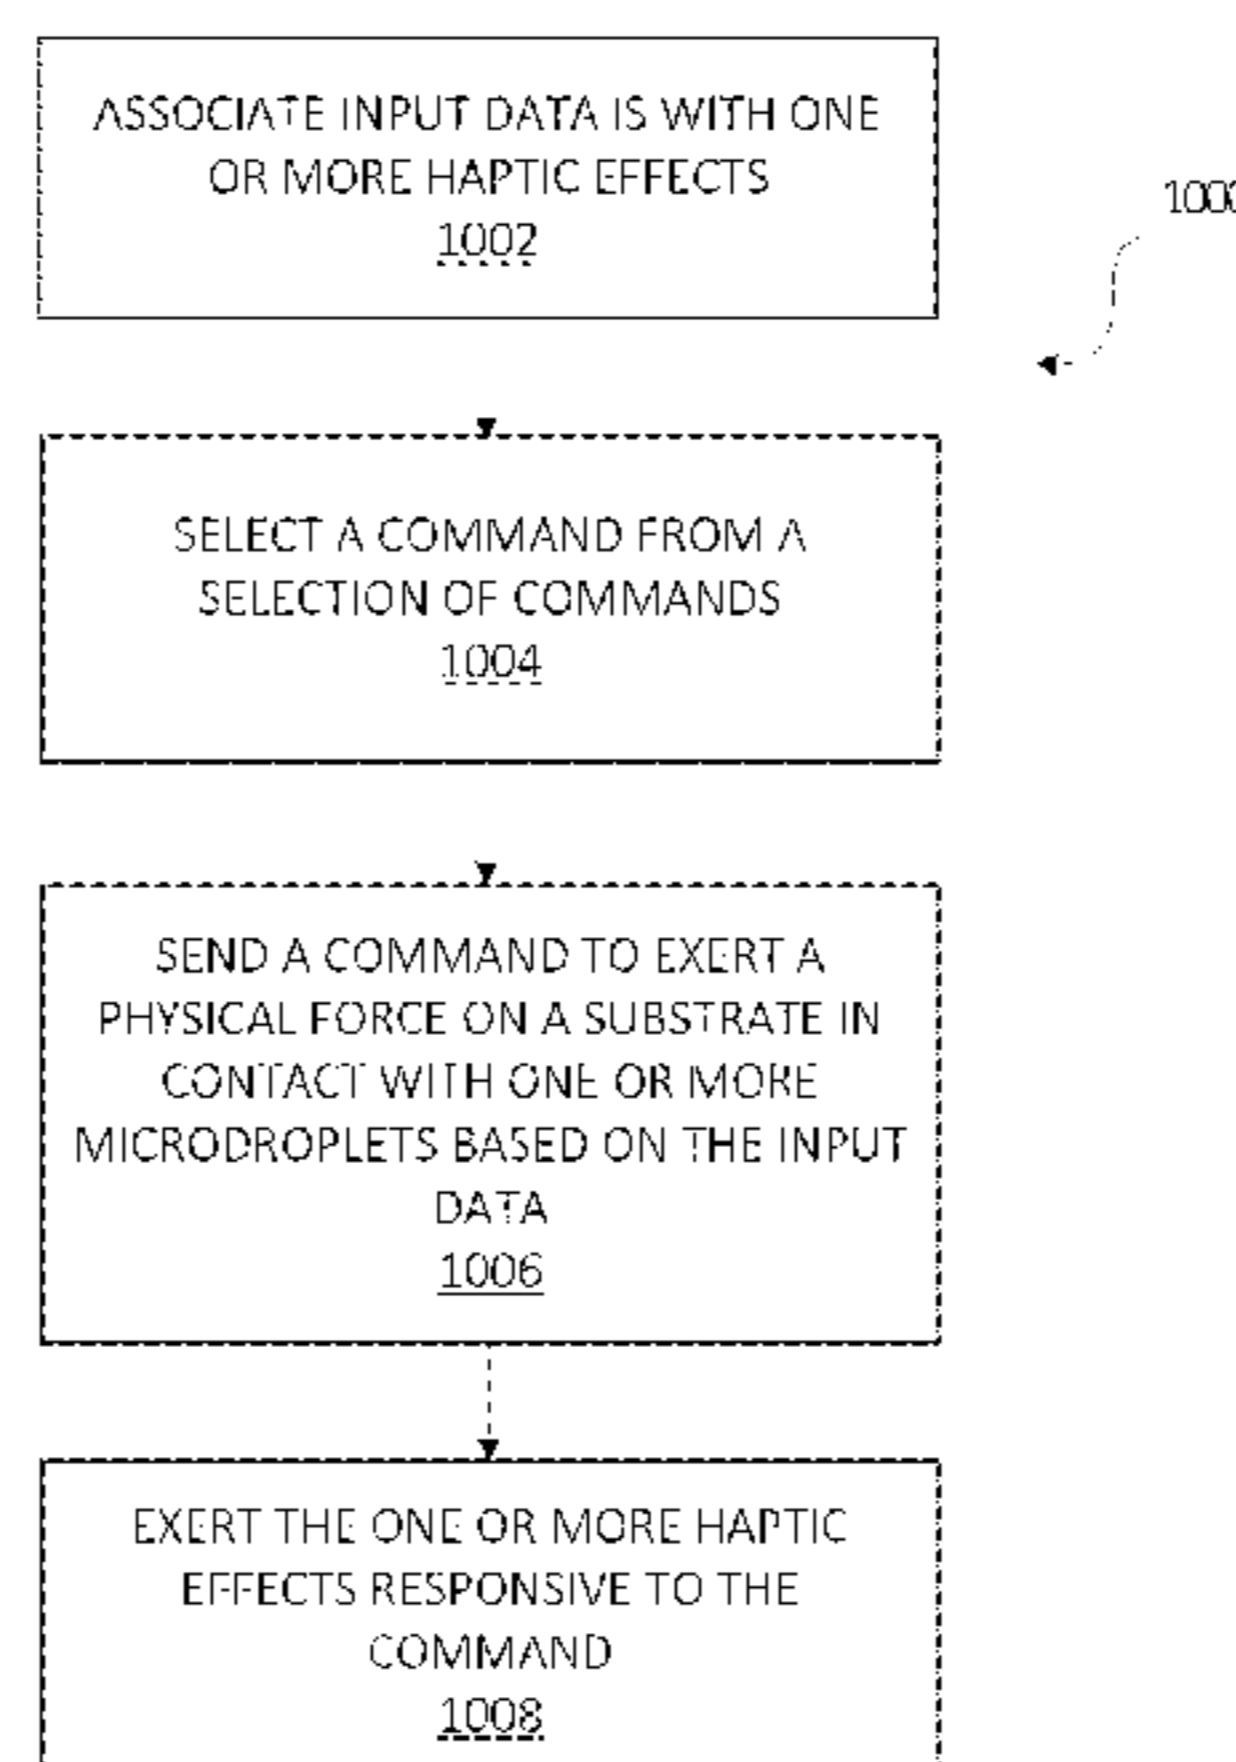 ASSOCIATE INPUT DATA IS WITH ONE
OR MORE HAPTIC EFFECTS
1002
1000
SELECT A COMMAND FROM A
SELECTION OF COMMANDS
1004
SEND A COMMAND TO EXERT A
PHYSICAL FORCE ON A SUBSTRATE IN
CONTACT WITH ONE OR MORE
MICRODROPLETS BASED ON THE INPUT
DATA
1006
EXERT THE ONE OR MORE HAPTIC
EFFECTS RESPONSIVE TO THE
COMMAND
1008